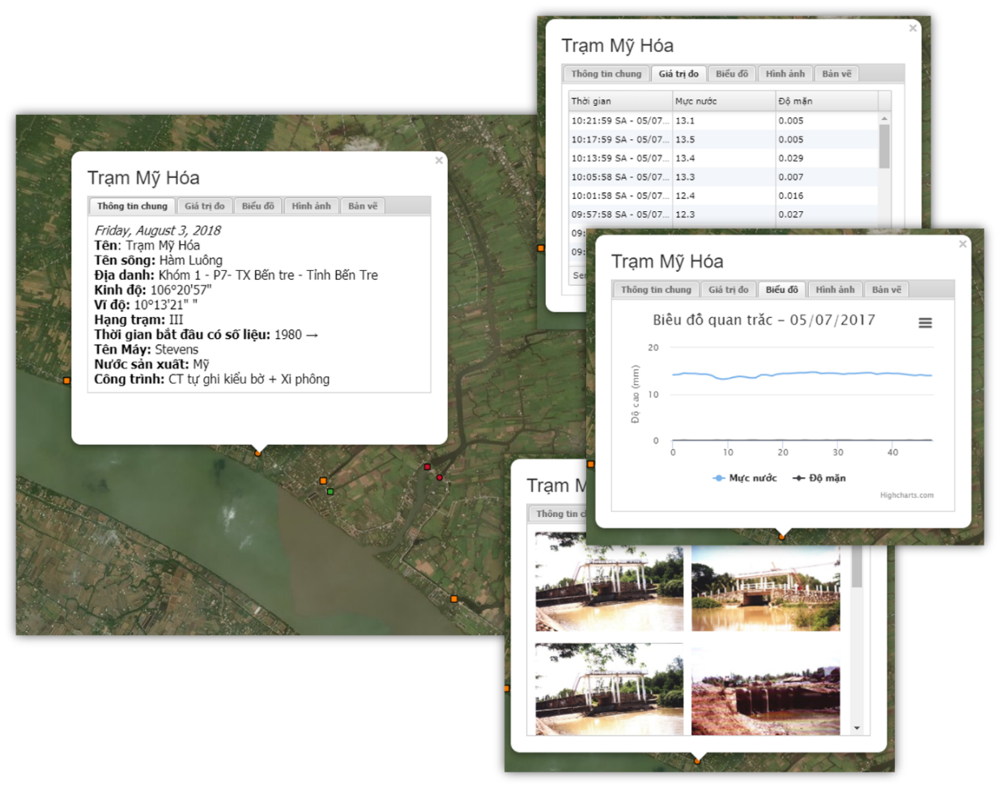 Trạm Mỹ Hóa
Thông tin chung Giá trị đo Biểu đồ Hình ảnh Bản vẽ
Friday, August 3, 2018
Tên: Trạm Mỹ Hóa
Tên sông: Hàm Luông
Địa danh: Khóm 1 - P7- TX Bến tre - Tỉnh Bến Tre
Kinh độ: 106°20'57"
Vĩ độ: 10°13'21" "
Hạng trạm: III
Thời gian bắt đầu có số liệu: 1980 →
Tên Máy: Stevens
Nước sản xuất: Mỹ
Công trình: CT tự ghi kiểu bờ + Xi phông
Trạm Mỹ Hóa
Thông tin chung Giá trị đo Biểu đồ Hình ảnh Bản vẽ
Thời gian Mực nước Độ mặn
10:21:59 SA - 05/07... 13.1 0.005
10:17:59 SA - 05/07... 13.5 0.005
10:13:59 SA - 05/07... 13.4 0.029
10:05:58 SA - 05/07... 13.3 0.007
10:01:58 SA - 05/07... 12.4 0.016
09:57:58 SA - 05/07... 12.3 0.027
09:
09:
Ser
Trạm Mỹ Hóa
Thông tin chung Giá trị đo Biểu đồ Hình ảnh Bản vẽ
Biểu đồ quan trắc – 05/07/2017
Độ cao (mm)
20
10
0
0 10 20 30 40
Mực nước Độ mặn
Highcharts.com
Trạm M
Thông tin c